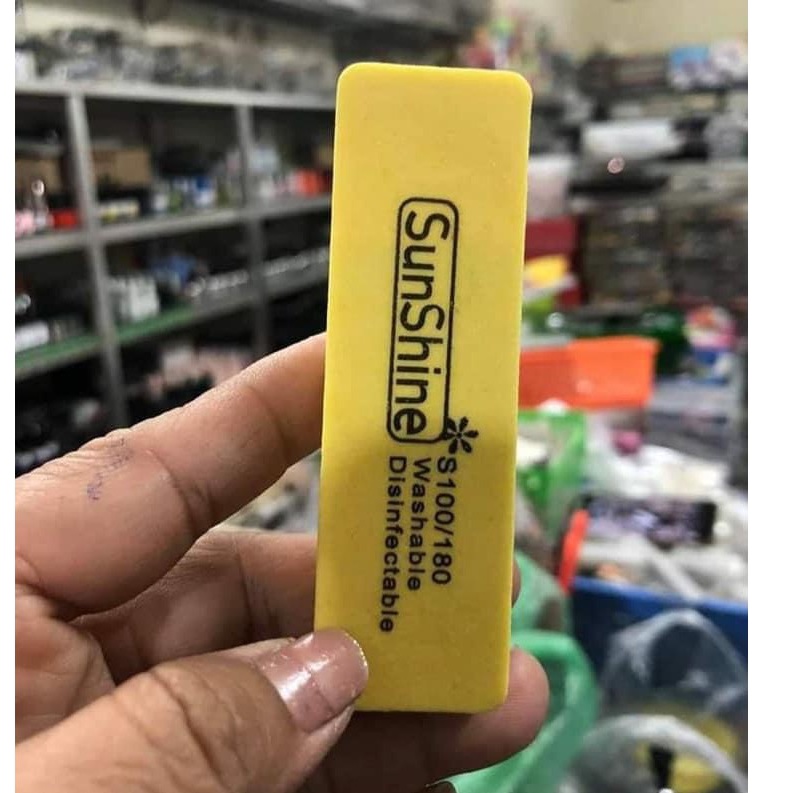 SunShine
S100/180
Washable
Disinfectable